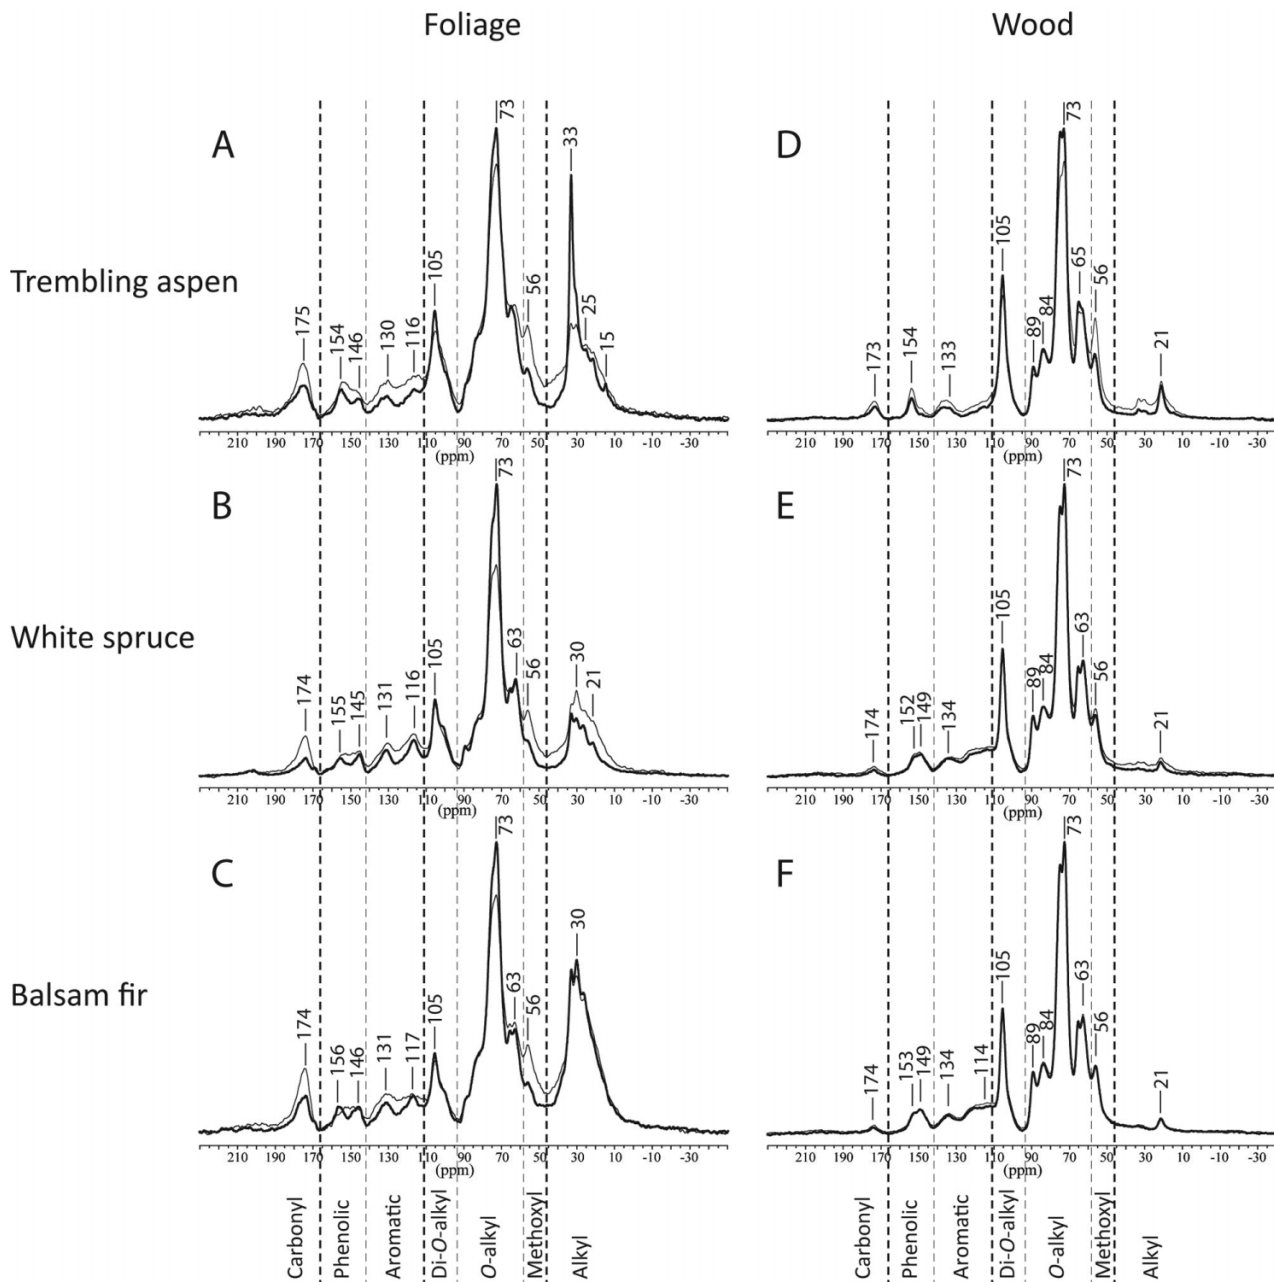 Foliage Wood
A D
73 33 105 175 154 146 130 116 56 25 15
73 105 65 56 84 89 173 154 133 21
Trembling aspen
210 190 170 150 130 110 90 70 50 30 10 -10 -30
(ppm)
210 190 170 150 130 110 90 70 50 30 10 -10 -30
(ppm)
B E
73 105 63 56 30 21 174 155 145 131 116
73 105 63 56 84 89 174 152 149 134 21
White spruce
210 190 170 150 130 110 90 70 50 30 10 -10 -30
(ppm)
210 190 170 150 130 110 90 70 50 30 10 -10 -30
(ppm)
C F
73 30 105 63 56 174 156 146 131 117
73 105 63 56 84 89 174 153 149 134 114 21
Balsam fir
210 190 170 150 130 110 90 70 50 30 10 -10 -30
(ppm)
210 190 170 150 130 110 90 70 50 30 10 -10 -30
(ppm)
Carbonyl
Phenolic
Aromatic
Di-O-alkyl
O-alkyl
Methoxyl
Alkyl
Carbonyl
Phenolic
Aromatic
Di-O-alkyl
O-alkyl
Methoxyl
Alkyl